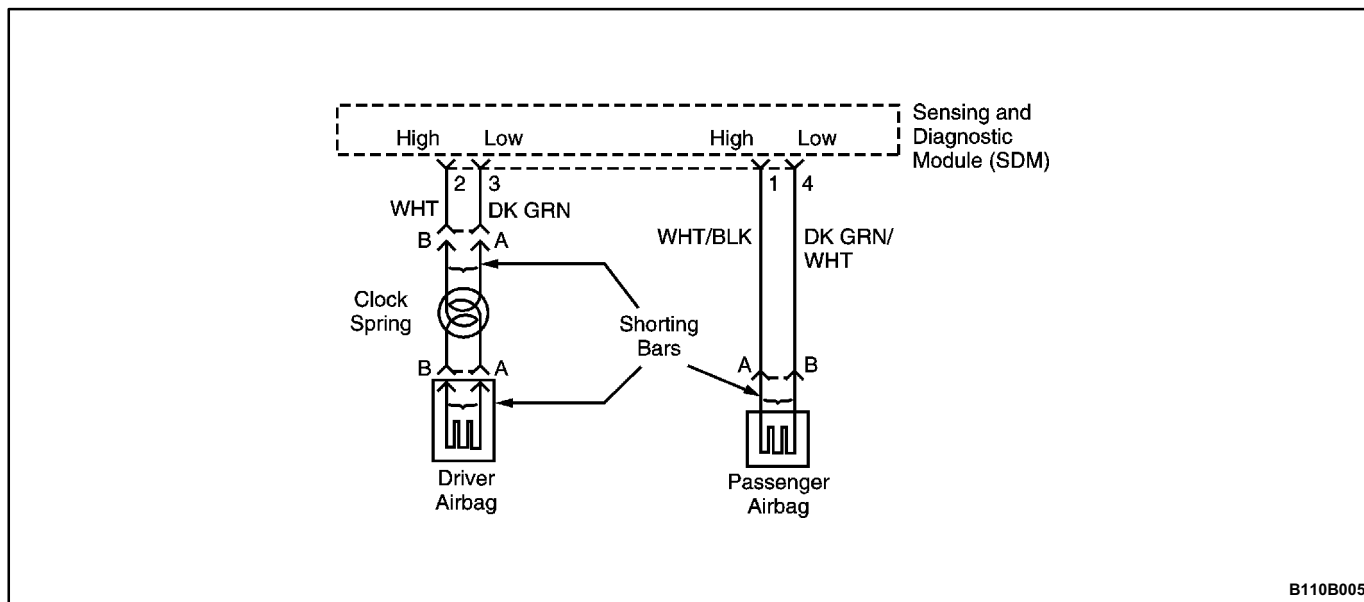 Sensing and
Diagnostic
Module (SDM)
High Low High Low
2 3 1 4
WHT DK GRN
WHT/BLK DK GRN/
WHT
B A
Clock
Spring
Shorting
Bars
B A A B
Driver
Airbag
Passenger
Airbag
B110B005